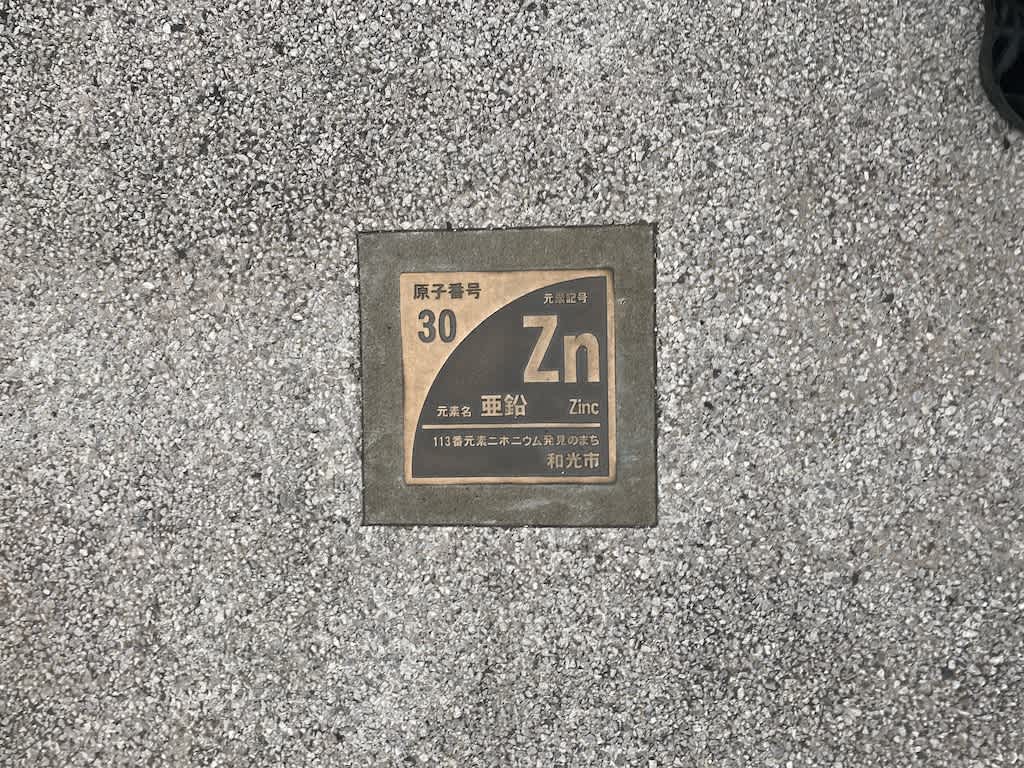 原子番号
30
元素記号
Zn
元素名 亜鉛 Zinc
113番元素ニホニウム発見のまち
和光市